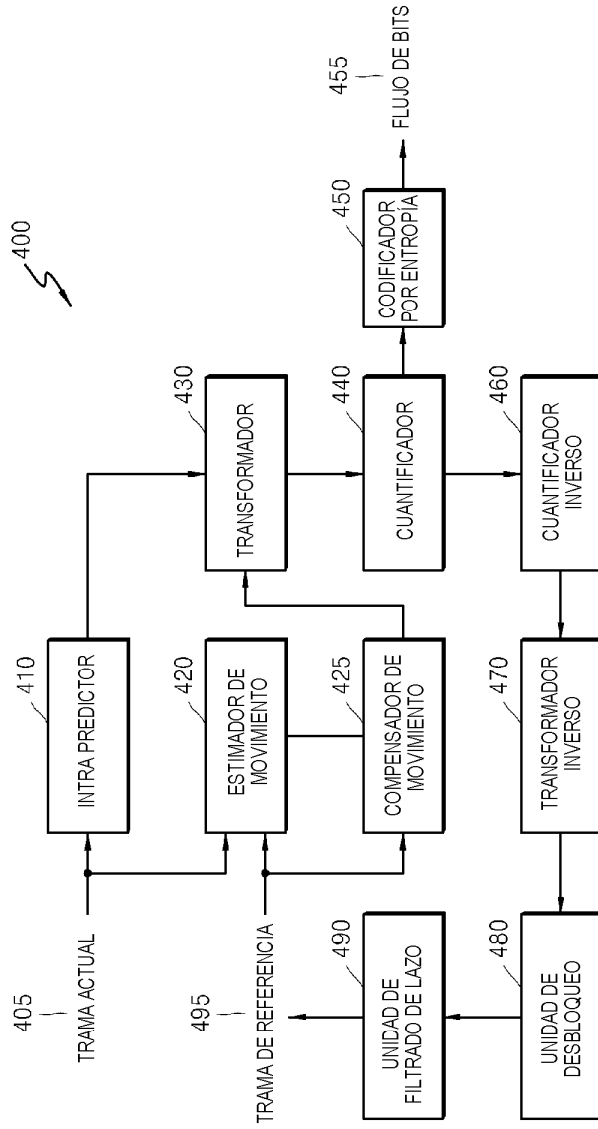 400
405
TRAMA ACTUAL
410
INTRA PREDICTOR
430
TRANSFORMADOR
495
TRAMA DE REFERENCIA
420
ESTIMADOR DE
MOVIMIENTO
425
COMPENSADOR DE
MOVIMIENTO
440
CUANTIFICADOR
450
CODIFICADOR
POR ENTROPÍA
455
FLUJO DE BITS
490
UNIDAD DE
FILTRADO DE LAZO
480
UNIDAD DE
DESBLOQUEO
470
TRANSFORMADOR
INVERSO
460
CUANTIFICADOR
INVERSO